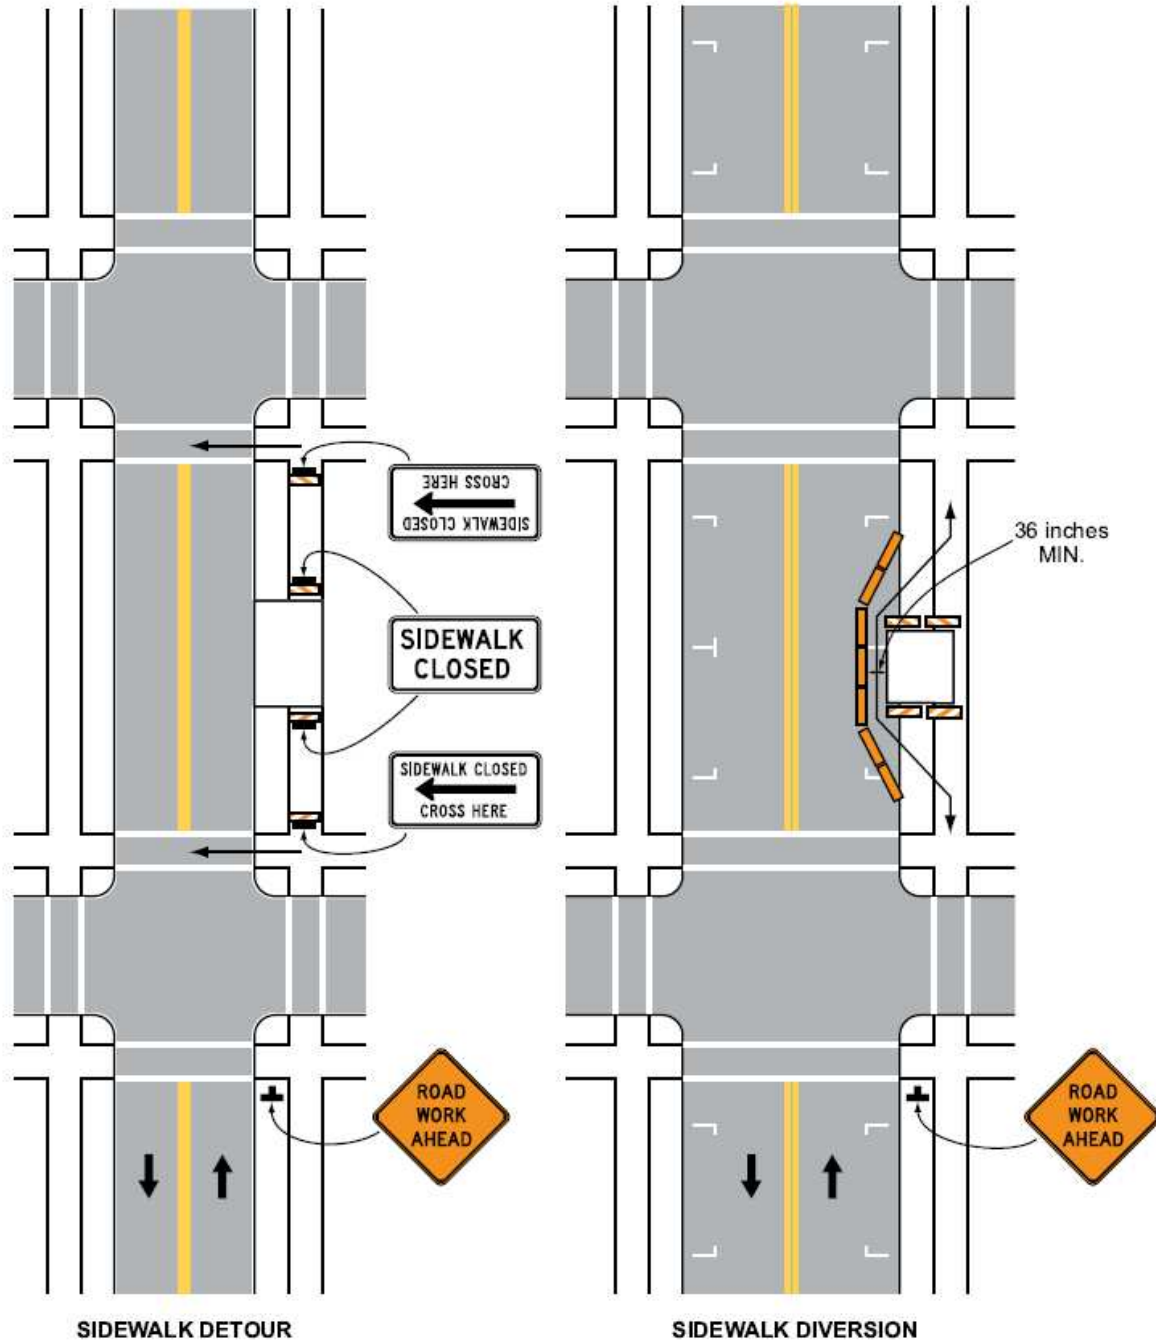 CROSS HERE
SIDEWALK CLOSED
36 inches
MIN.
SIDEWALK
CLOSED
SIDEWALK CLOSED
CROSS HERE
ROAD
WORK
AHEAD
ROAD
WORK
AHEAD
SIDEWALK DETOUR
SIDEWALK DIVERSION